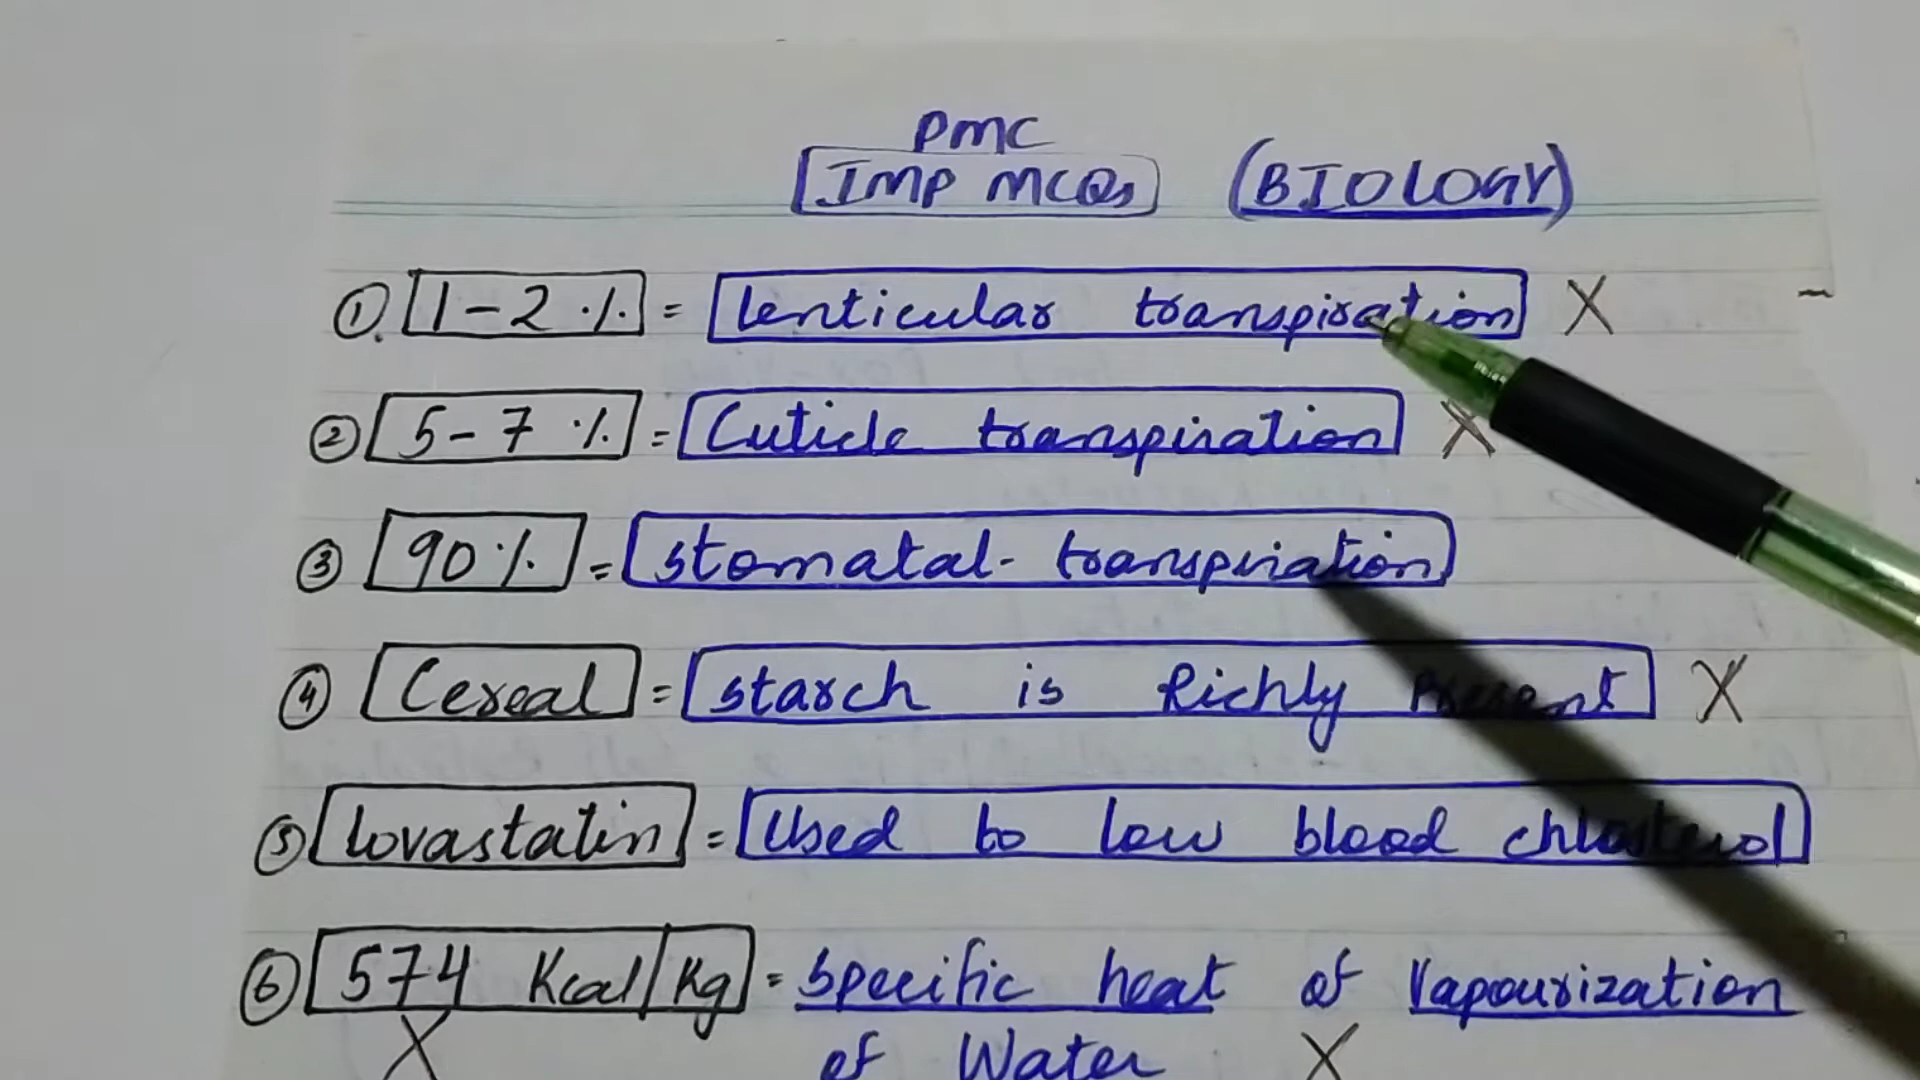 PMC
IMP MCQs (BIOLOGY)
① 1-2 % = lenticular transpiration X
② 5-7 % = Cuticle transpiration X
③ 90 % = stomatal- transpiration
④ Cereal = starch is Richly Present X
⑤ lovastatin = Used to low blood chlosterol
⑥ 574 Kcal/Kg = Specific heat of Vapourization
X of Water X